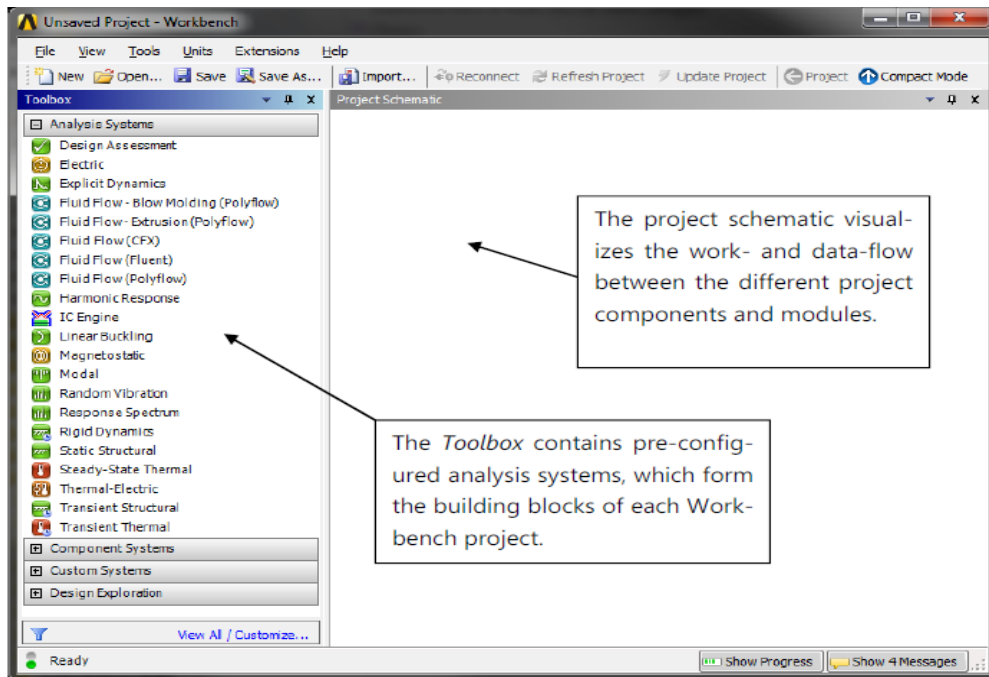 Unsaved Project - Workbench
File View Tools Units Extensions Help
New Open... Save Save As... Import... Reconnect Refresh Project Update Project Project Compact Mode
Toolbox
Project Schematic
Analysis Systems
Design Assessment
Electric
Explicit Dynamics
Fluid Flow - Blow Molding (Polyflow)
Fluid Flow- Extrusion (Polyflow)
Fluid Flow (CFX)
Fluid Flow (Fluent)
Fluid Flow (Polyflow)
Harmonic Response
IC Engine
Linear Buckling
Magnetostatic
Modal
Random Vibration
Response Spectrum
Rigid Dynamics
Static Structural
Steady-State Thermal
Thermal-Electric
Transient Structural
Transient Thermal
Component Systems
Custom Systems
Design Exploration
View All / Customize...
The project schematic visual-
izes the work- and data-flow
between the different project
components and modules.
The Toolbox contains pre-config-
ured analysis systems, which form
the building blocks of each Work-
bench project.
Ready
Show Progress Show 4 Messages